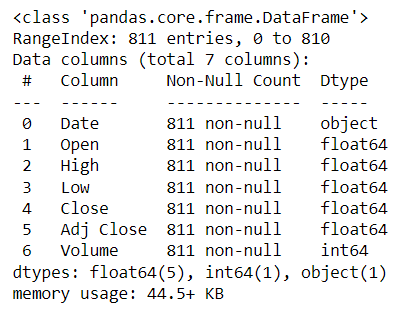 <class 'pandas.core.frame.DataFrame'>
RangeIndex: 811 entries, 0 to 810
Data columns (total 7 columns):
 #   Column     Non-Null Count  Dtype
---  ------     --------------  -----
 0   Date       811 non-null    object
 1   Open       811 non-null    float64
 2   High       811 non-null    float64
 3   Low        811 non-null    float64
 4   Close      811 non-null    float64
 5   Adj Close  811 non-null    float64
 6   Volume     811 non-null    int64
dtypes: float64(5), int64(1), object(1)
memory usage: 44.5+ KB